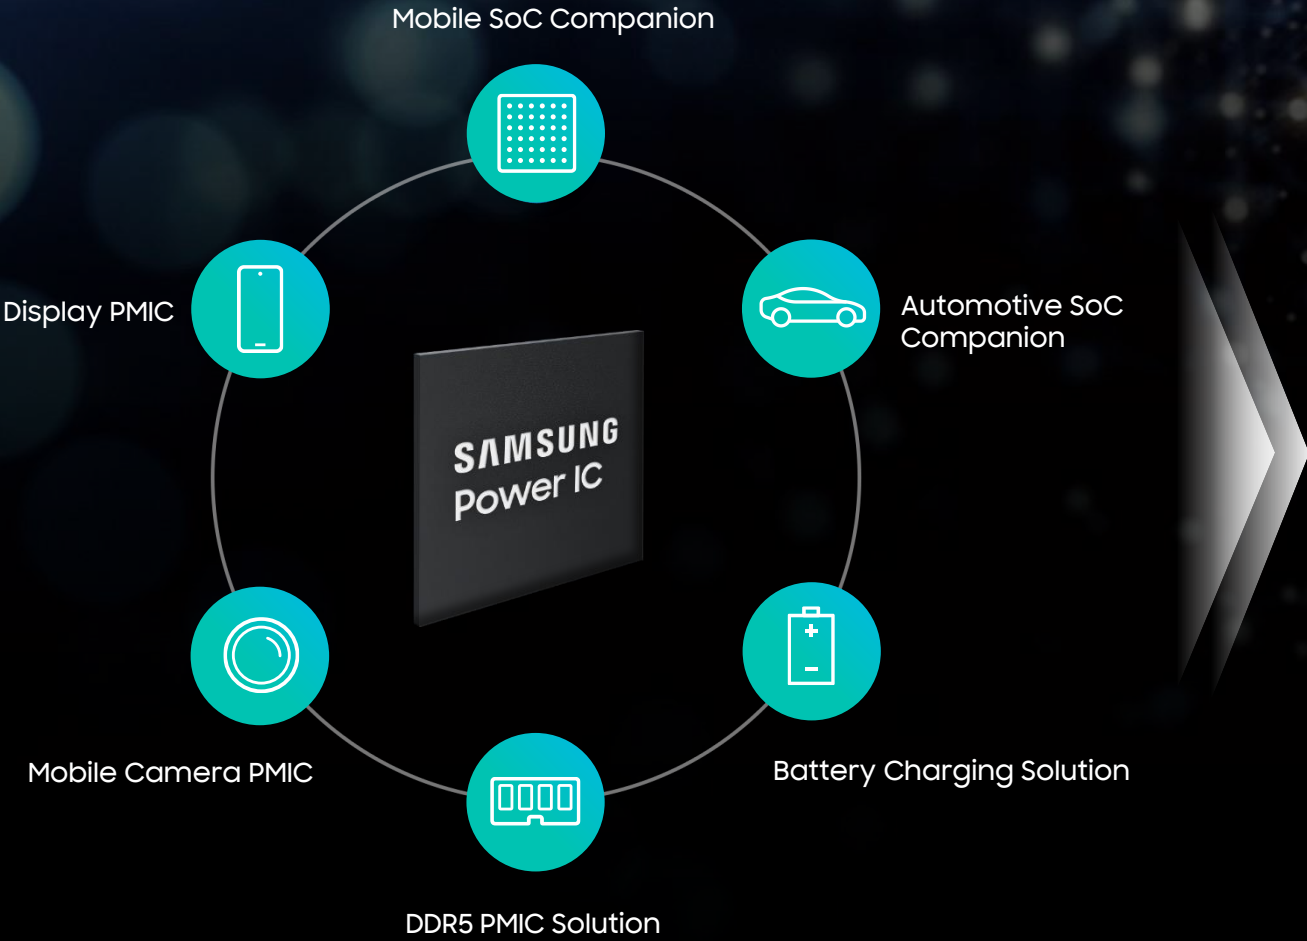 Mobile SoC Companion
Display PMIC
Automotive SoC
Companion
SAMSUNG
Power IC
Mobile Camera PMIC
Battery Charging Solution
DDR5 PMIC Solution